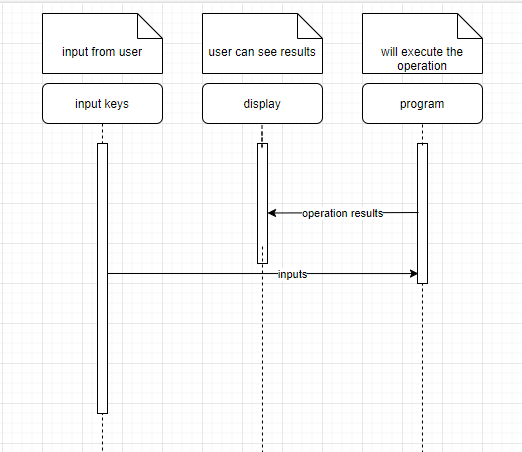 input from user
user can see results
will execute the
operation
input keys
display
program
operation results
inputs